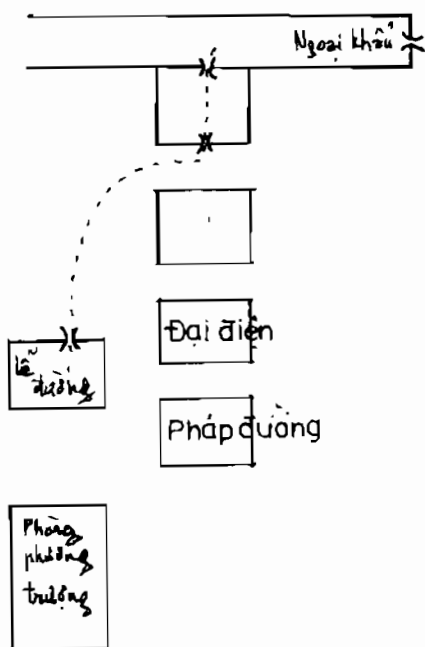 Ngoại khẩu
Đại điện
Lễ
đường
Pháp đường
Phòng
phương
trượng